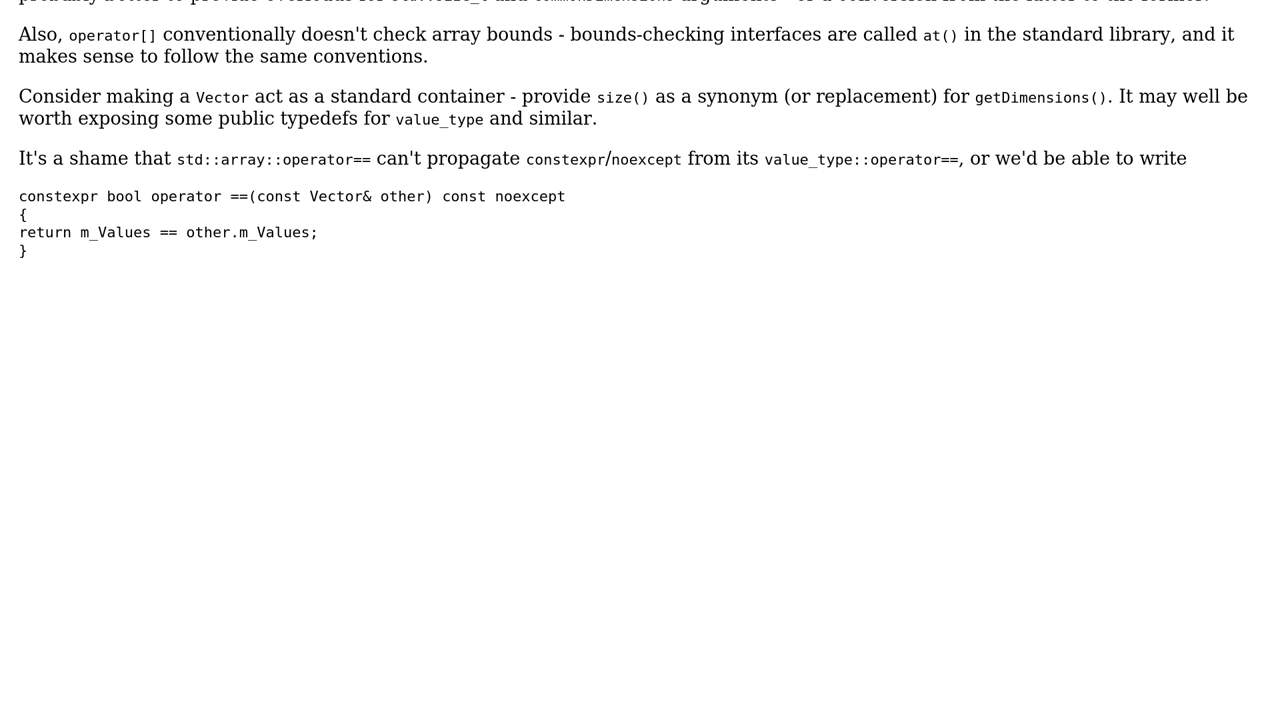 Also, operator[] conventionally doesn't check array bounds - bounds-checking interfaces are called at() in the standard library, and it
makes sense to follow the same conventions.
Consider making a Vector act as a standard container - provide size() as a synonym (or replacement) for getDimensions(). It may well be
worth exposing some public typedefs for value_type and similar.
It's a shame that std::array::operator== can't propagate constexpr/noexcept from its value_type::operator==, or we'd be able to write
constexpr bool operator ==(const Vector& other) const noexcept
{
return m_Values == other.m_Values;
}